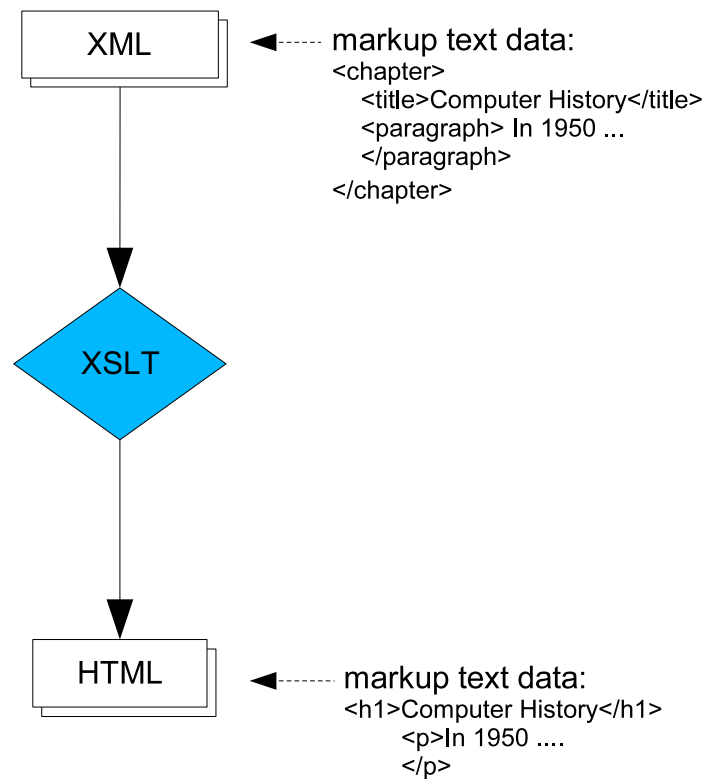 XML
markup text data:
<chapter>
<title>Computer History</title>
<paragraph> In 1950 ...
</paragraph>
</chapter>
XSLT
HTML
markup text data:
<h1>Computer History</h1>
<p>In 1950 ....
</p>